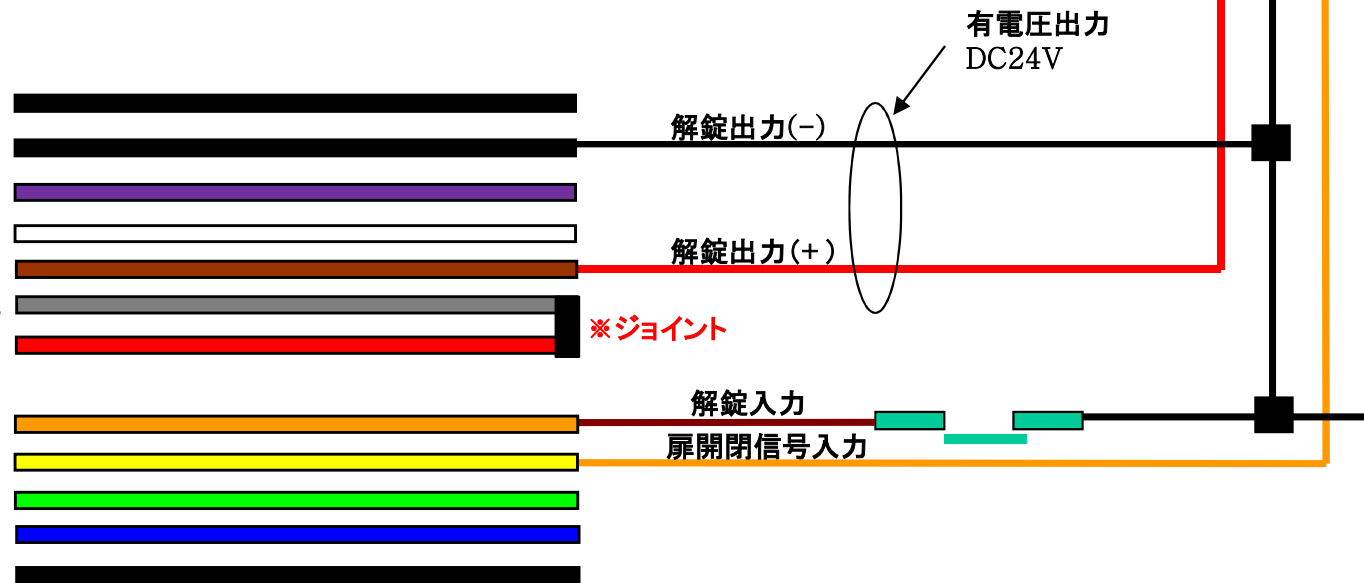 有電圧出力
DC24V
解錠出力(-)
解錠出力(+)
※ジョイント
解錠入力
扉開閉信号入力